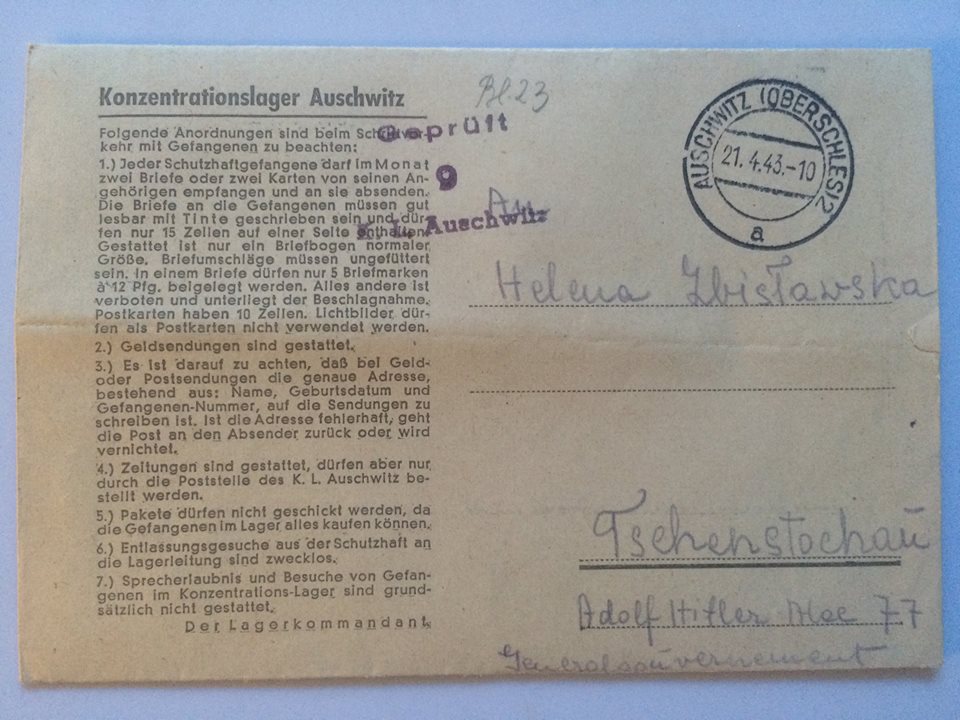 Konzentrationslager Auschwitz
Folgende Anordnungen sind beim Schriftver-
kehr mit Gefangenen zu beachten:
1.) Jeder Schutzhaftgefangene darf im Monat
zwei Briefe oder zwei Karten von seinen An-
gehörigen empfangen und an sie absenden.
Die Briefe an die Gefangenen müssen gut
lesbar mit Tinte geschrieben sein und dür-
fen nur 15 Zeilen auf einer Seite enthalten.
Gestattet ist nur ein Briefbogen normaler
Größe. Briefumschläge müssen ungefüttert
sein. In einem Briefe dürfen nur 5 Briefmarken
à 12 Pfg. beigelegt werden. Alles andere ist
verboten und unterliegt der Beschlagnahme.
Postkarten haben 10 Zeilen. Lichtbilder dür-
fen als Postkarten nicht verwendet werden.
2.) Geldsendungen sind gestattet.
3.) Es ist darauf zu achten, daß bei Geld-
oder Postsendungen die genaue Adresse,
bestehend aus: Name, Geburtsdatum und
Gefangenen-Nummer, auf die Sendungen zu
schreiben ist. Ist die Adresse fehlerhaft, geht
die Post an den Absender zurück oder wird
vernichtet.
4.) Zeitungen sind gestattet, dürfen aber nur
durch die Poststelle des K. L. Auschwitz be-
stellt werden.
5.) Pakete dürfen nicht geschickt werden, da
die Gefangenen im Lager alles kaufen können.
6.) Entlassungsgesuche aus der Schutzhaft an
die Lagerleitung sind zwecklos.
7.) Sprecherlaubnis und Besuche von Gefan-
genen im Konzentrations-Lager sind grund-
sätzlich nicht gestattet.
Der Lagerkommandant.
Bl. 23
Geprüft
9
K. L. Auschwitz
AUSCHWITZ (OBERSCHLES) 2
21.4.43.-10
a
An
Helena Zbisławska
Tschenstochau
Adolf Hitler Alee 77
Generalgouvernement